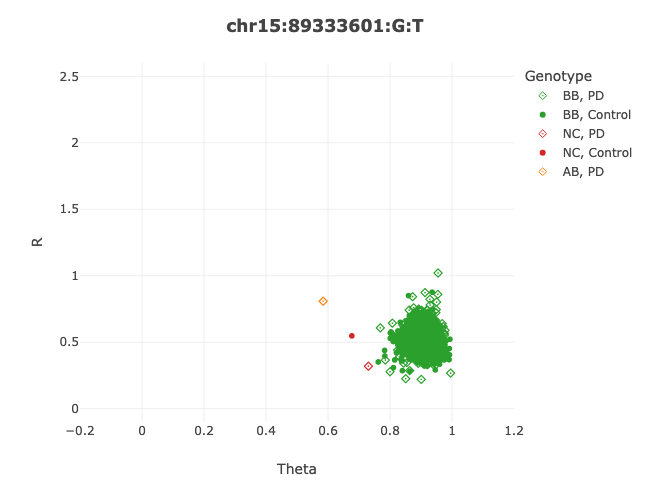 chr15:89333601:G:T
Genotype
BB, PD
BB, Control
NC, PD
NC, Control
AB, PD
2.5
2
1.5
1
0.5
0
R
−0.2 0 0.2 0.4 0.6 0.8 1 1.2
Theta